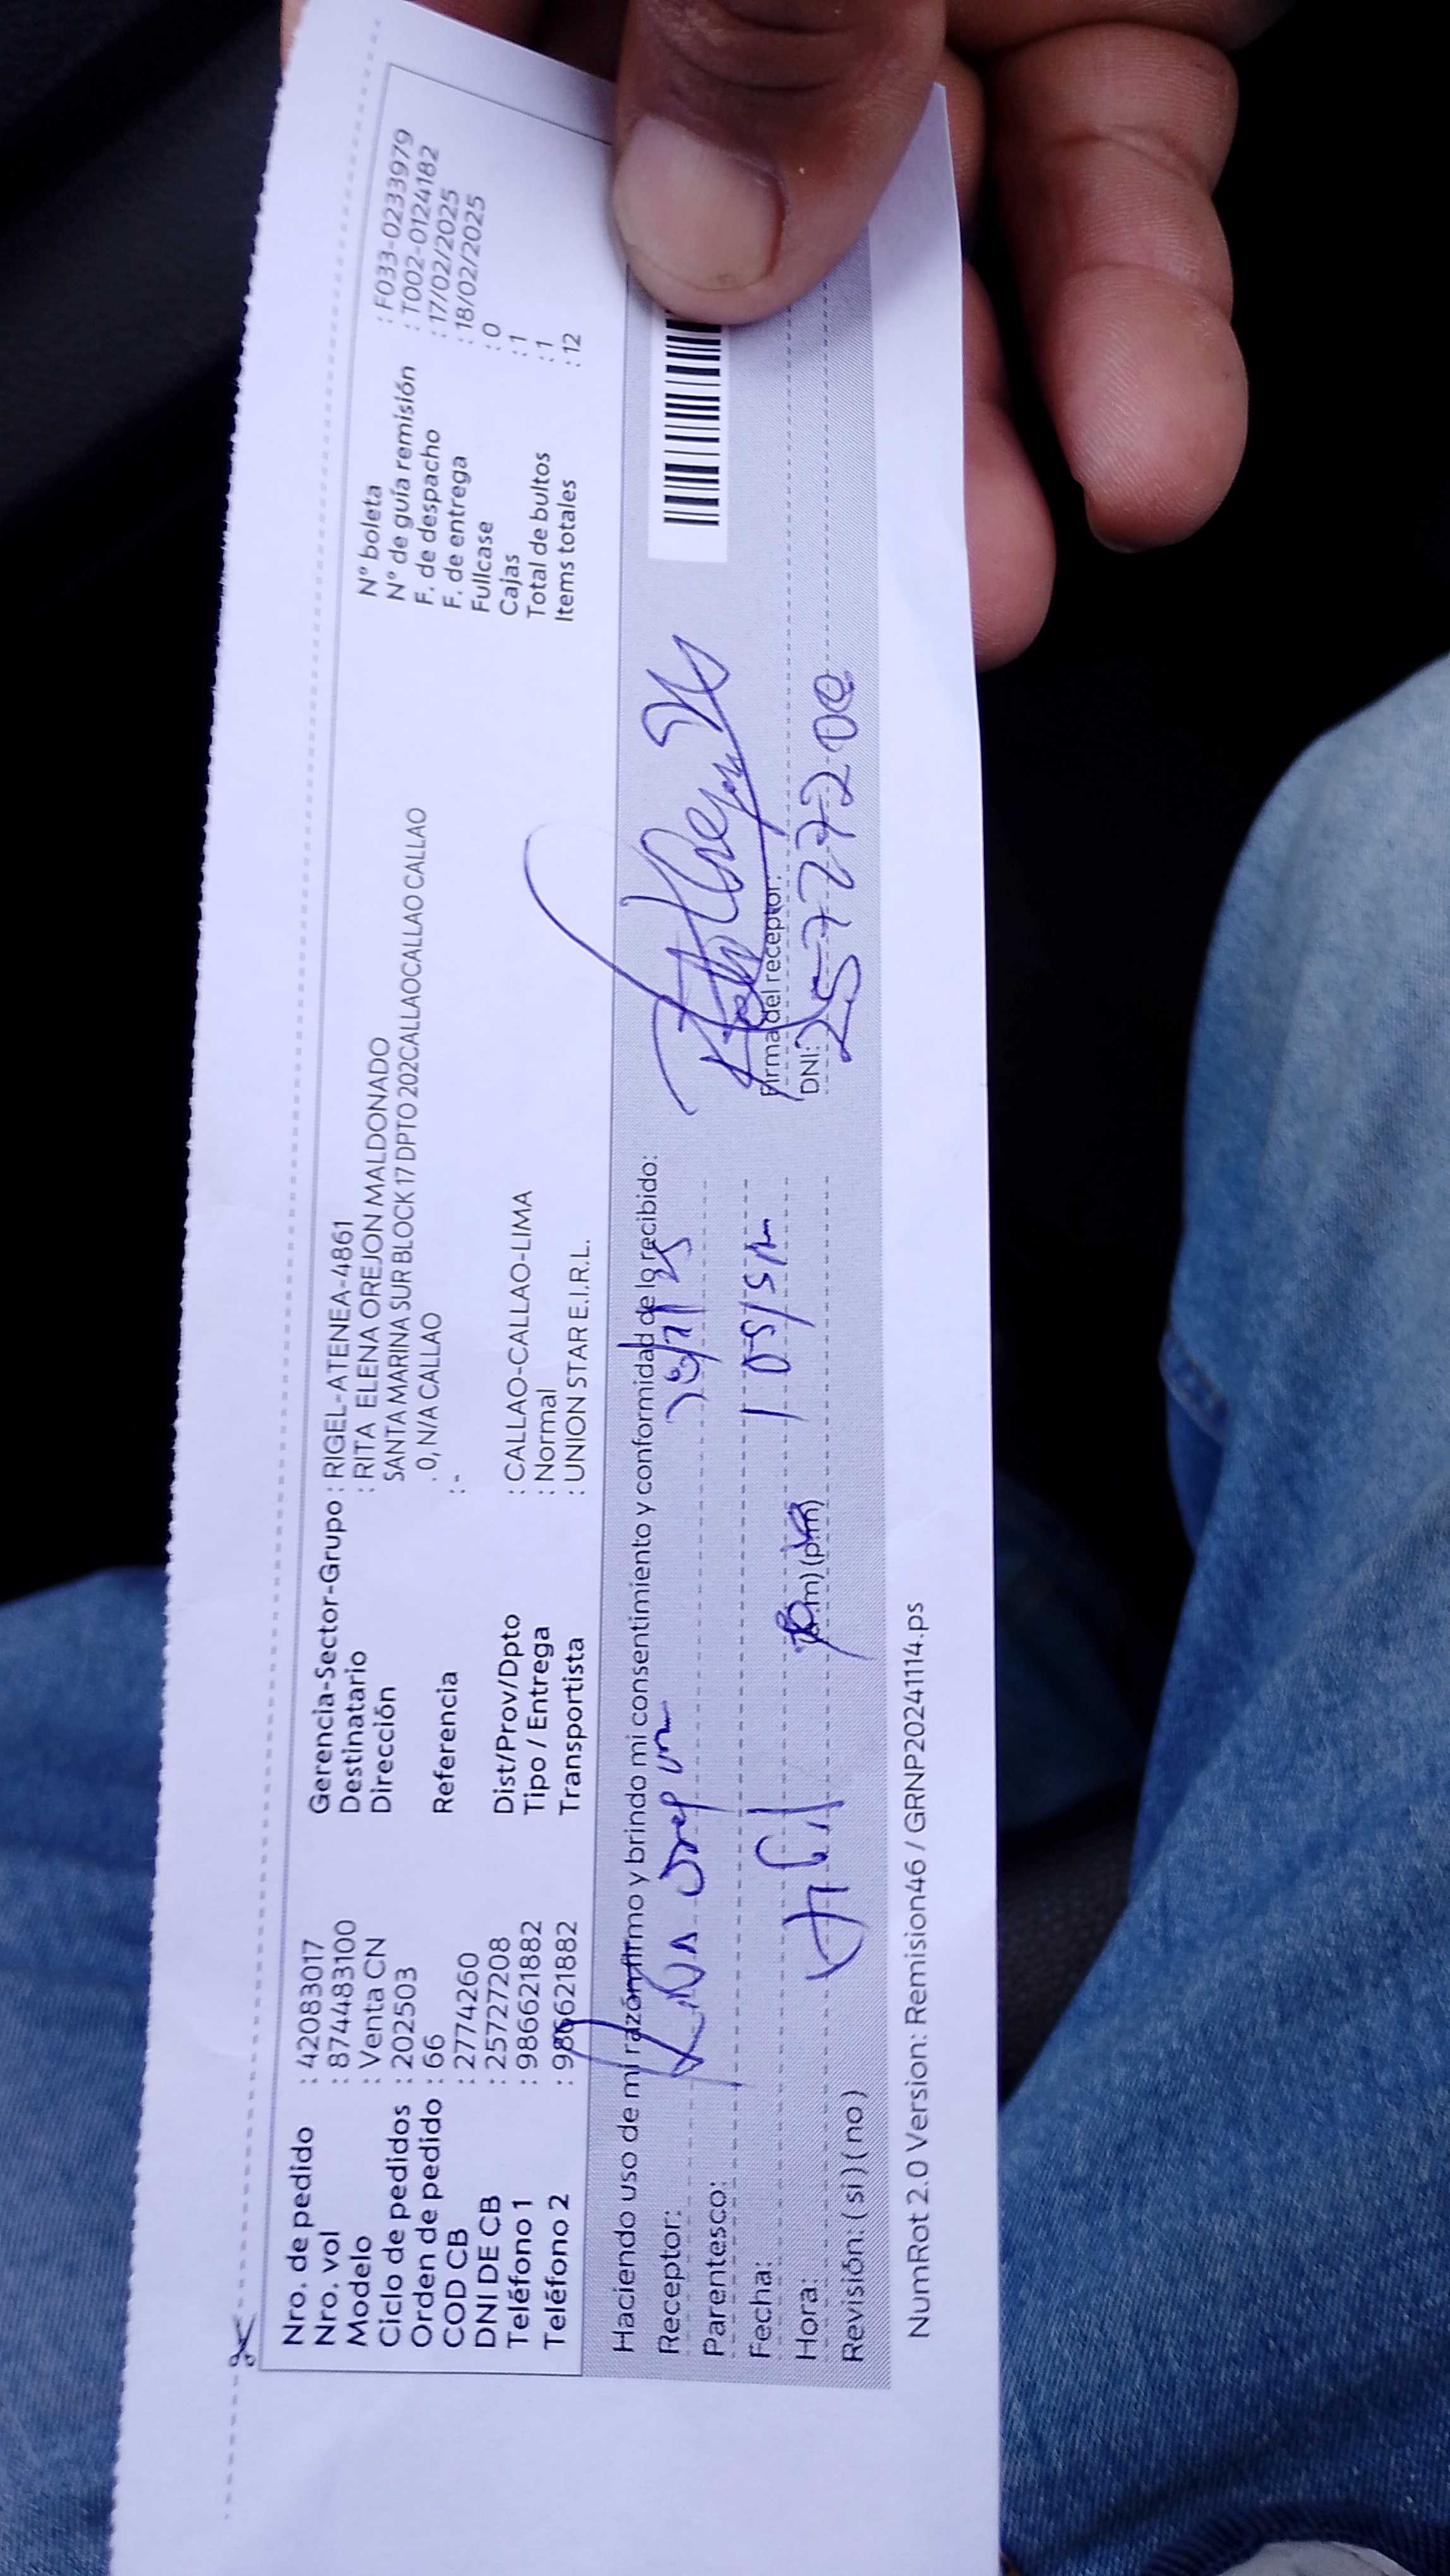 Nro. de pedido : 42083017
Nro. vol : 8744483100
Modelo : Venta CN
Ciclo de pedidos : 202503
Orden de pedido : 66
COD CB : 2774260
DNI DE CB : 25727208
Teléfono 1 : 986621882
Teléfono 2 : 986621882
Gerencia-Sector-Grupo : RIGEL-ATENEA-4861
Destinatario : RITA ELENA OREJON MALDONADO
Dirección SANTA MARINA SUR BLOCK 17 DPTO 202CALLAOCALLAO CALLAO
. 0, N/A CALLAO
Referencia : -
Dist/Prov/Dpto : CALLAO-CALLAO-LIMA
Tipo / Entrega : Normal
Transportista : UNION STAR E.I.R.L.
N° boleta : F033-0233979
N° de guía remisión : T002-0124182
F. de despacho : 17/02/2025
F. de entrega : 18/02/2025
Fullcase : 0
Cajas : 1
Total de bultos : 1
Items totales : 12
Haciendo uso de mi razón firmo y brindo mi consentimiento y conformidad de lo recibido:
Receptor:
Parentesco:
Fecha:
Hora: (a.m) (p.m)
Revisión: ( si ) ( no )
Firma del receptor:
DNI:
NumRot 2.0 Version: Remision46 / GRNP20241114.ps